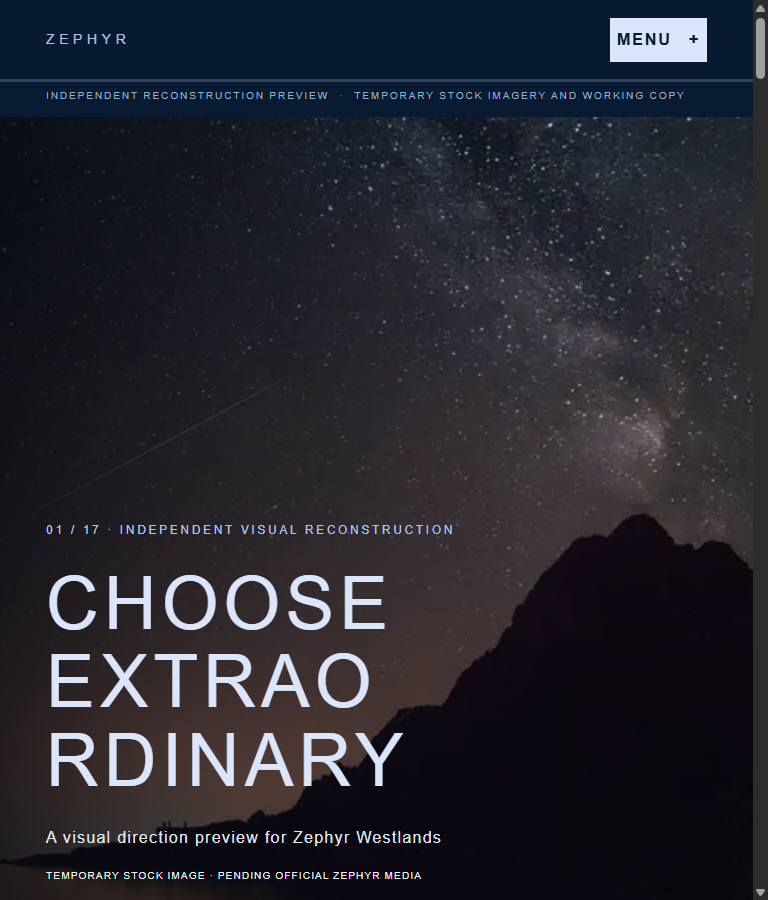 ZEPHYR
MENU +
INDEPENDENT RECONSTRUCTION PREVIEW · TEMPORARY STOCK IMAGERY AND WORKING COPY
01 / 17 · INDEPENDENT VISUAL RECONSTRUCTION
CHOOSE
EXTRAO
RDINARY
A visual direction preview for Zephyr Westlands
TEMPORARY STOCK IMAGE · PENDING OFFICIAL ZEPHYR MEDIA